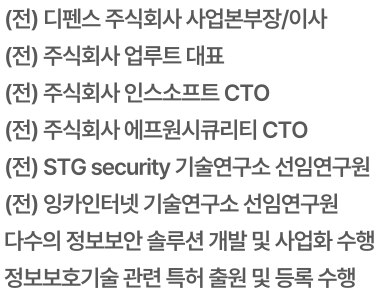 (전) 디펜스 주식회사 사업본부장/이사
(전) 주식회사 업루트 대표
(전) 주식회사 인스소프트 CTO
(전) 주식회사 에프원시큐리티 CTO
(전) STG security 기술연구소 선임연구원
(전) 잉카인터넷 기술연구소 선임연구원
다수의 정보보안 솔루션 개발 및 사업화 수행
정보보호기술 관련 특허 출원 및 등록 수행